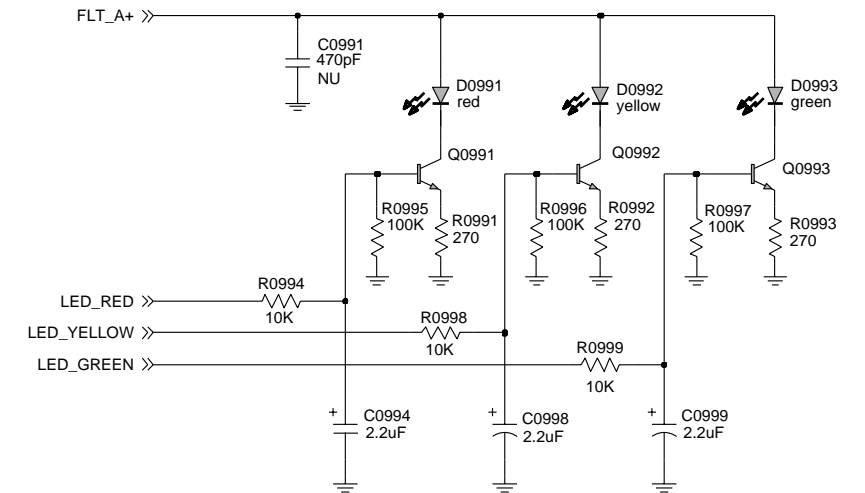 FLT_A+
C0991
470pF
NU
D0991
red
D0992
yellow
D0993
green
Q0991
Q0992
Q0993
R0995
100K
R0991
270
R0996
100K
R0992
270
R0997
100K
R0993
270
LED_RED
R0994
10K
LED_YELLOW
R0998
10K
LED_GREEN
R0999
10K
+
C0994
2.2uF
+
C0998
2.2uF
+
C0999
2.2uF